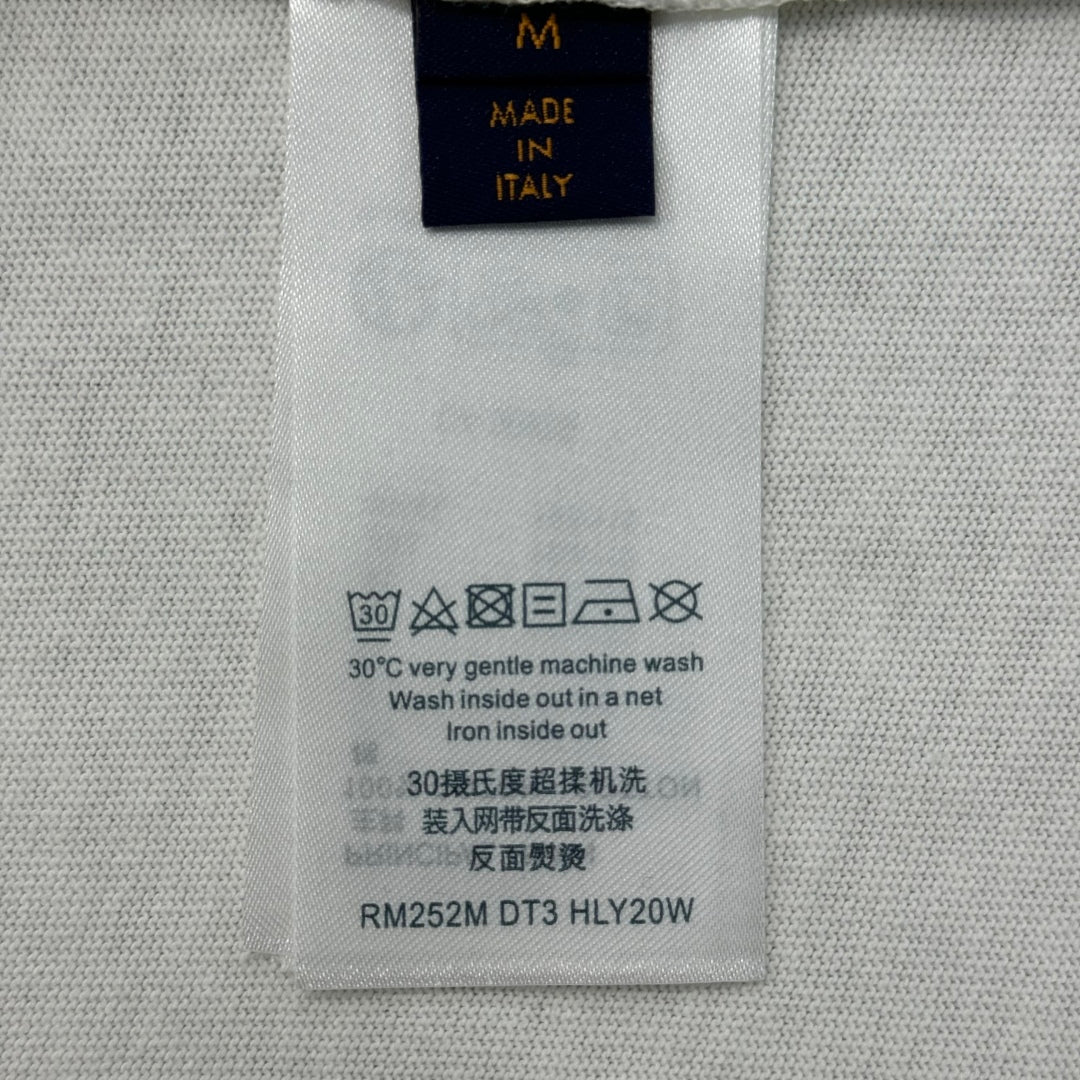 M
MADE
IN
ITALY
30
30°C very gentle machine wash
Wash inside out in a net
Iron inside out
30摄氏度超揉机洗
装入网带反面洗涤
反面熨烫
RM252M DT3 HLY20W